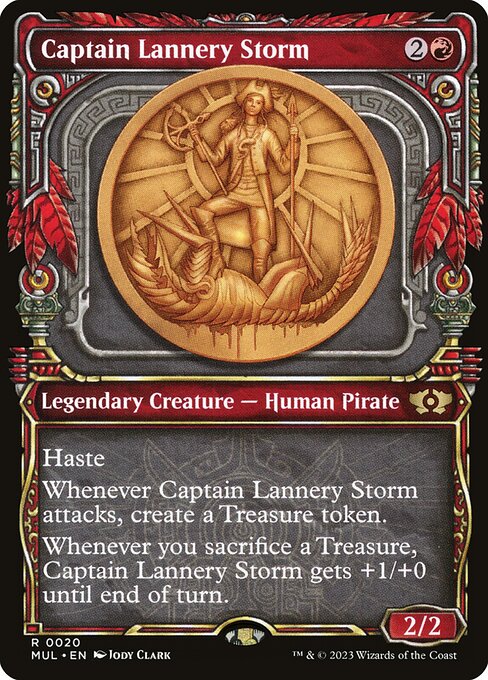 Captain Lannery Storm 2
Legendary Creature — Human Pirate
Haste
Whenever Captain Lannery Storm
attacks, create a Treasure token.
Whenever you sacrifice a Treasure,
Captain Lannery Storm gets +1/+0
until end of turn.
2/2
R 0020
MUL • EN Jody Clark
™ & © 2023 Wizards of the Coast